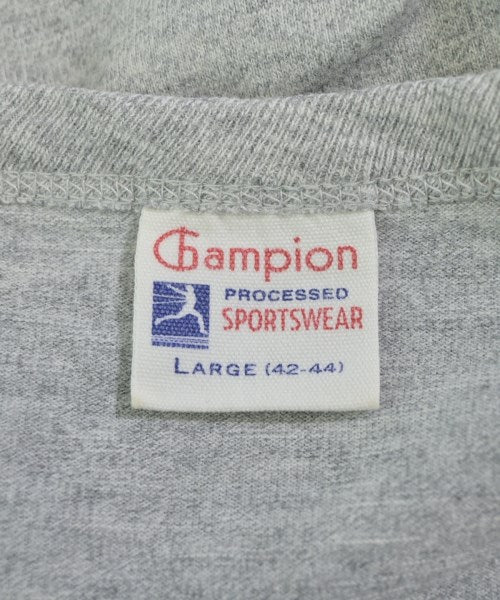 Champion
PROCESSED
SPORTSWEAR
LARGE (42-44)